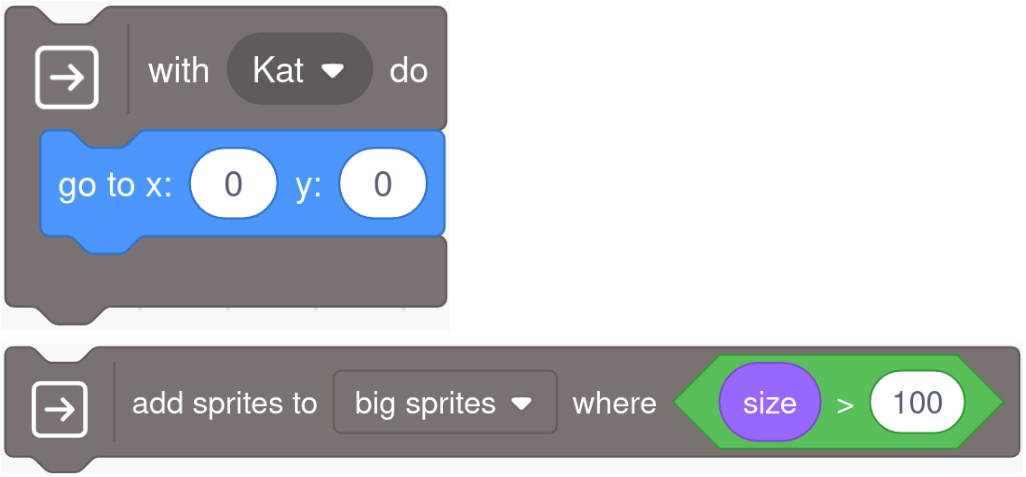 with Kat do
go to x: 0 y: 0
add sprites to big sprites where size > 100